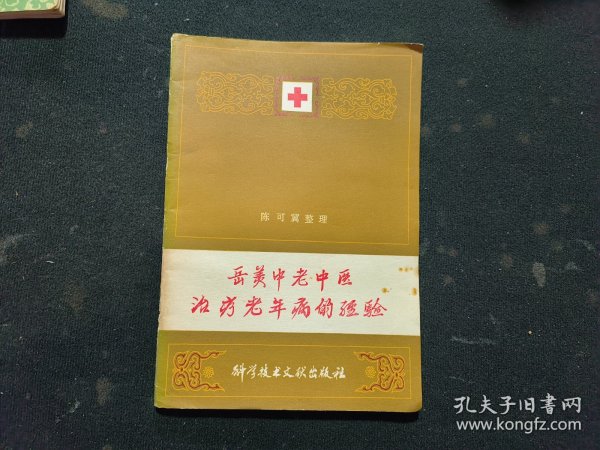 陈可冀整理
岳美中老中医
治疗老年病的经验
科学技术文献出版社
孔夫子旧书网
www.kongfz.com